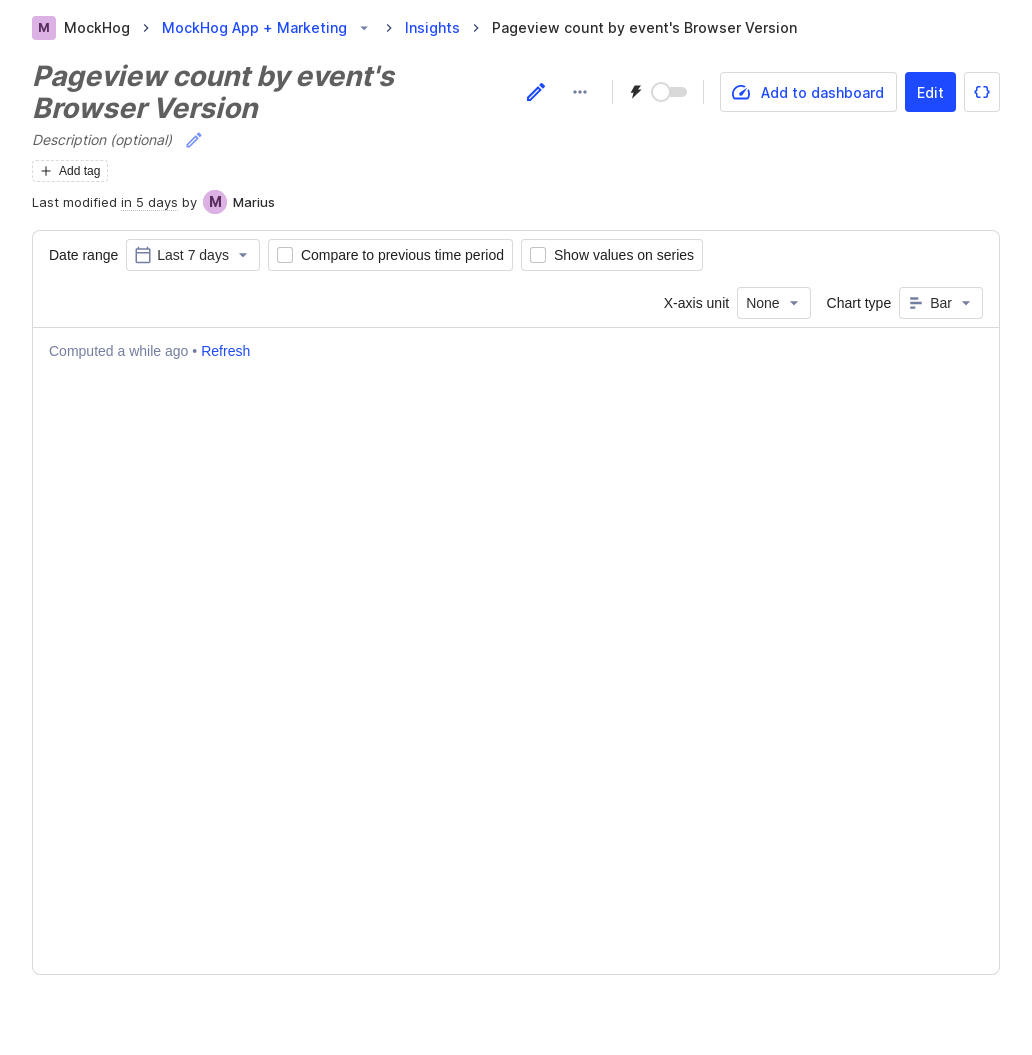 M MockHog MockHog App + Marketing Insights Pageview count by event's Browser Version
Pageview count by event's
Browser Version
Add to dashboard Edit {}
Description (optional)
Add tag
Last modified in 5 days by M Marius
Date range Last 7 days Compare to previous time period Show values on series
X-axis unit None Chart type Bar
Computed a while ago • Refresh